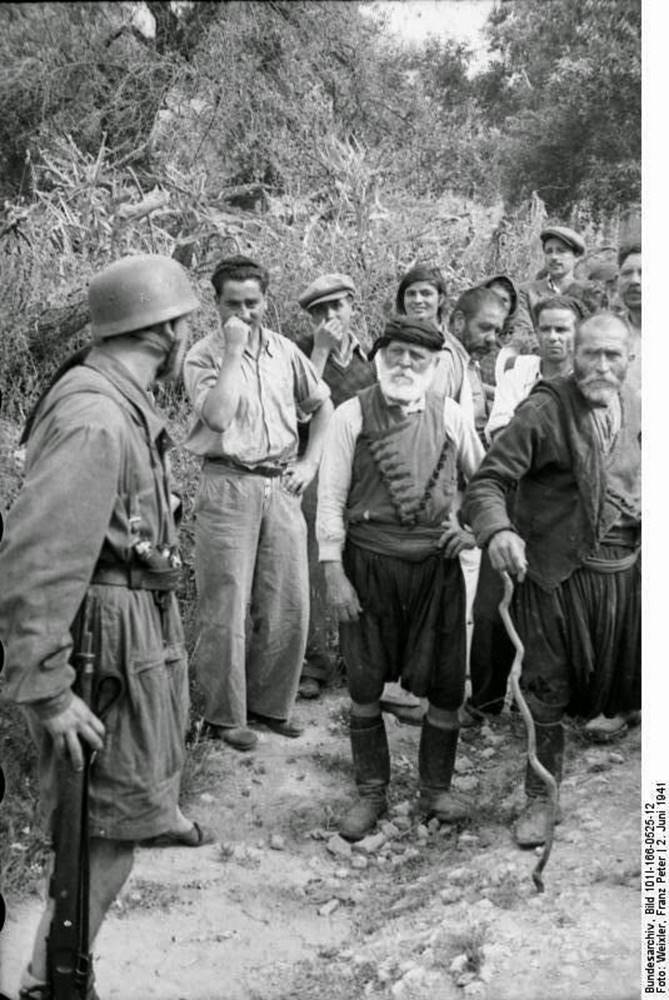 Bundesarchiv, Bild 101I-166-0525-12
Foto: Weixler, Franz Peter | 2. Juni 1941